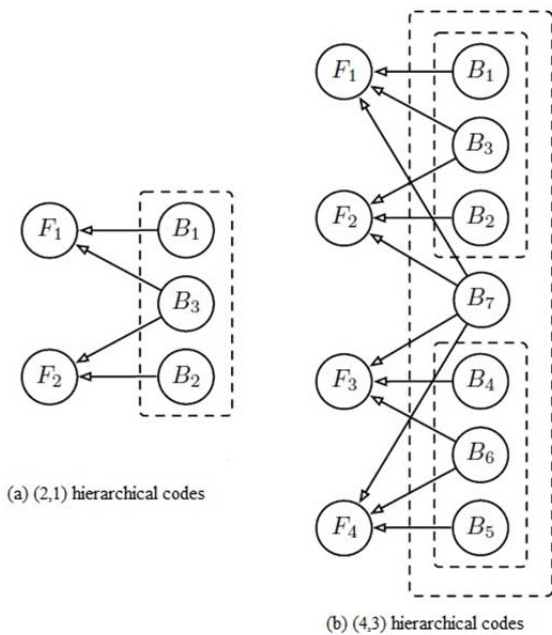 F₁ B₁
B₃
F₂ B₂
(a) (2,1) hierarchical codes
F₁ B₁
B₃
F₂ B₂
B₇
F₃ B₄
B₆
F₄ B₅
(b) (4,3) hierarchical codes